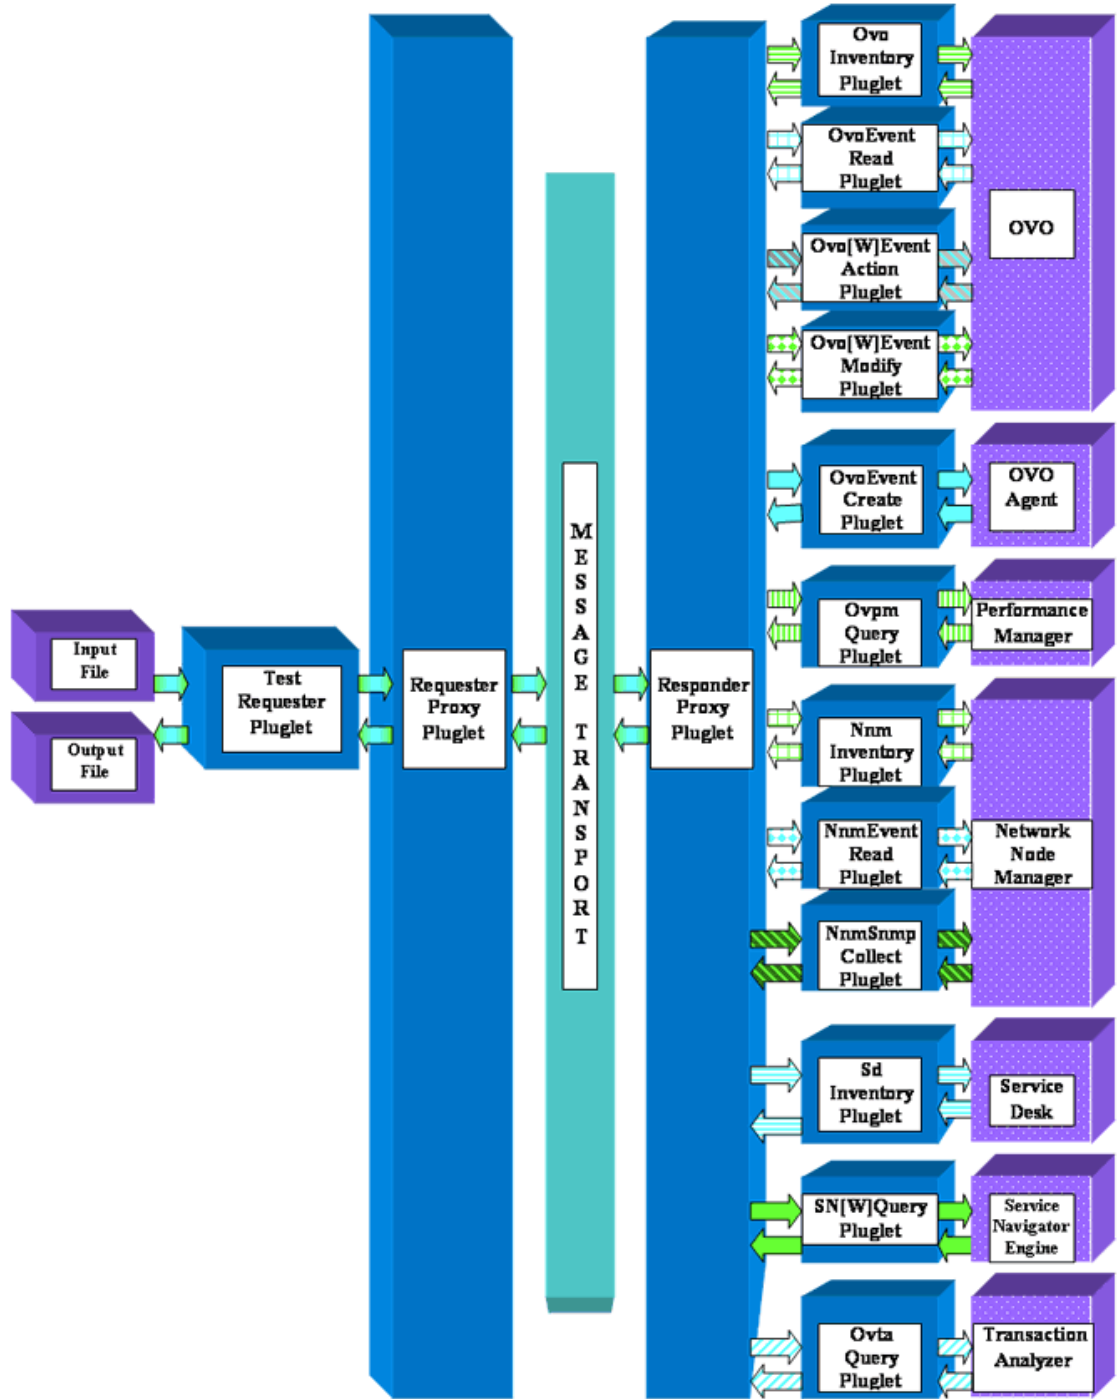 Ovo
Inventory
Pluglet
OvoEvent
Read
Pluglet
Ovo[W]Event
Action
Pluglet
Ovo[W]Event
Modify
Pluglet
OVO
OvoEvent
Create
Pluglet
OVO
Agent
Ovpm
Query
Pluglet
Performance
Manager
Input
File
Output
File
Test
Requester
Pluglet
Requester
Proxy
Pluglet
MESSAGE TRANSPORT
Responder
Proxy
Pluglet
Nnm
Inventory
Pluglet
NnmEvent
Read
Pluglet
NnmSnmp
Collect
Pluglet
Network
Node
Manager
Sd
Inventory
Pluglet
Service
Desk
SN[W]Query
Pluglet
Service
Navigator
Engine
Ovta
Query
Pluglet
Transaction
Analyzer